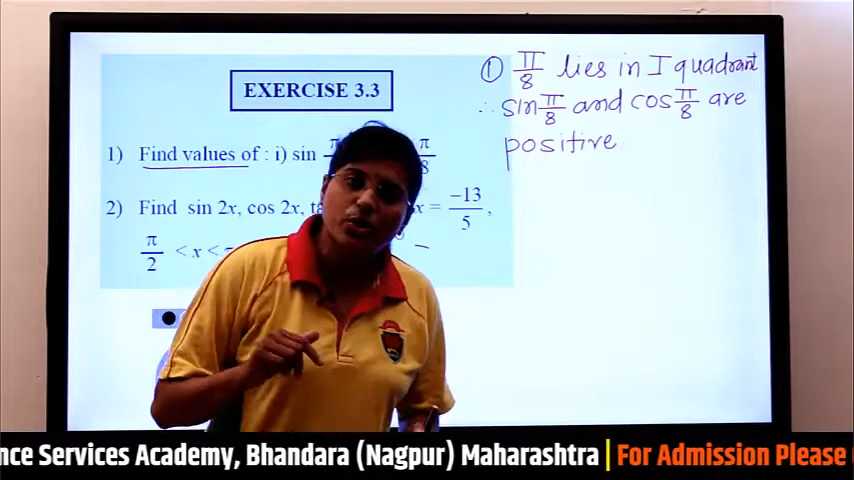 EXERCISE 3.3
1) Find values of : i) sin π/8
2) Find sin 2x, cos 2x, x = −13/5 ,
π/2 < x < π
① π/8 lies in I quadrant
∴ sin π/8 and cos π/8 are
positive
nce Services Academy, Bhandara (Nagpur) Maharashtra | For Admission Please